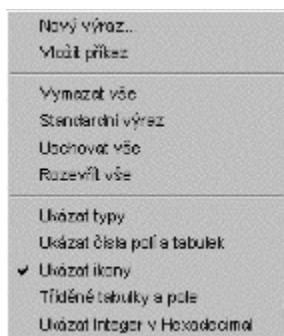 Nový výraz...
Vložit příkaz
Vymazat vše
Standardní výraz
Uschovat vše
Rozevřít vše
Ukázat typy
Ukázat čísla polí a tabulek
Ukázat ikony
Tříděné tabulky a pole
Ukázat Integer v Hexadecimal